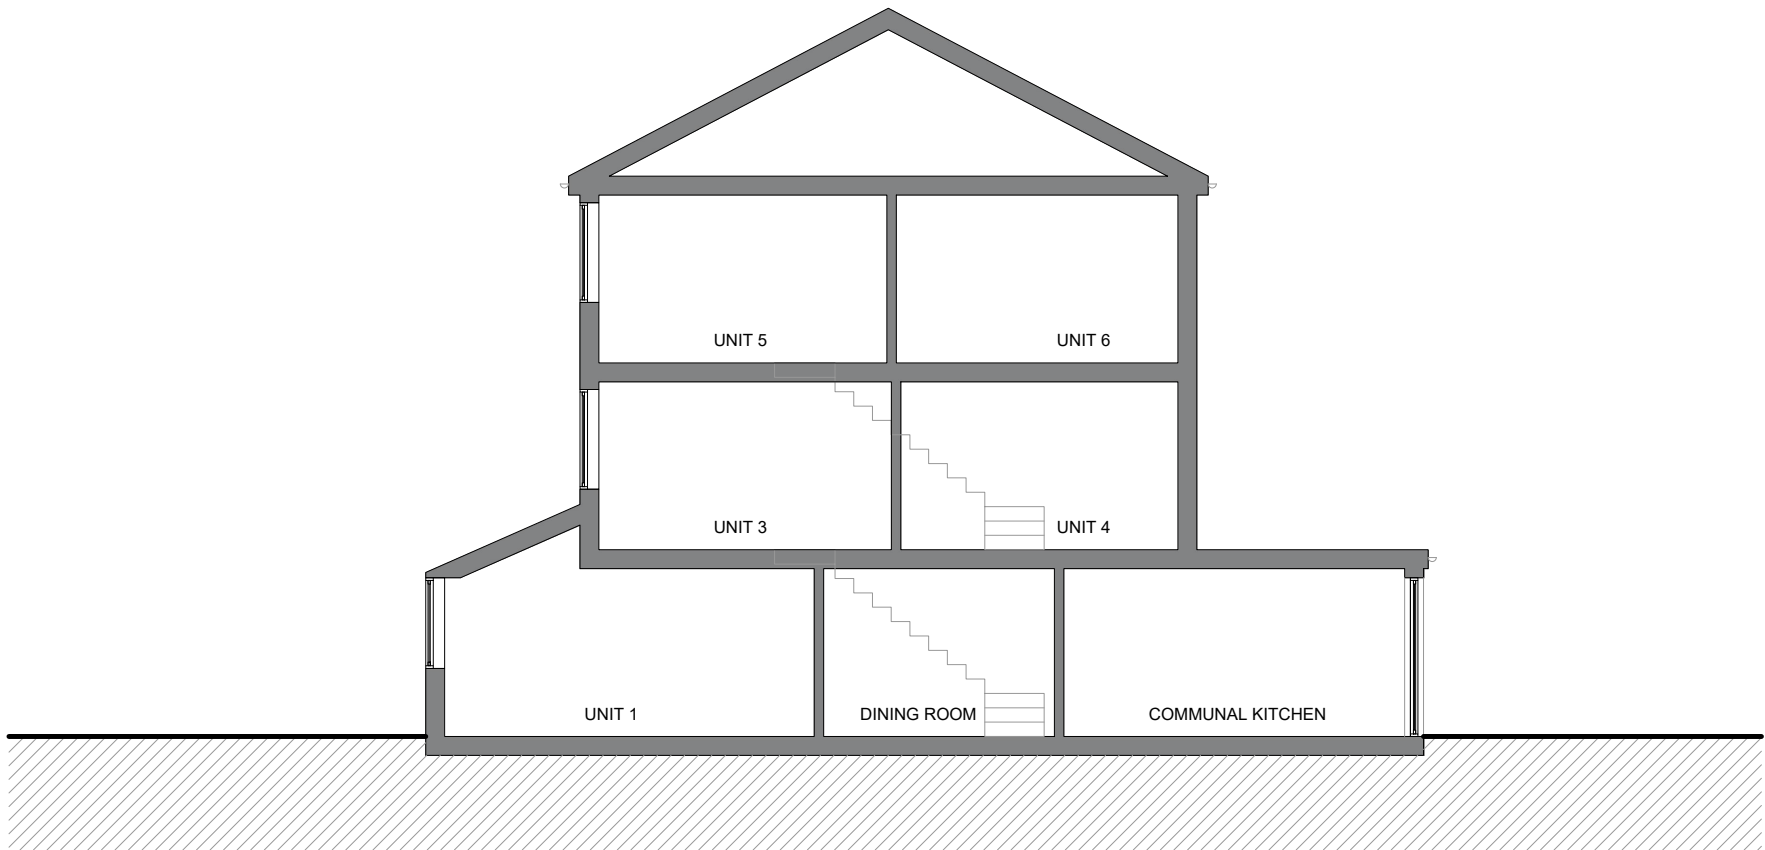 UNIT 5
UNIT 6
UNIT 3
UNIT 4
UNIT 1
DINING ROOM
COMMUNAL KITCHEN